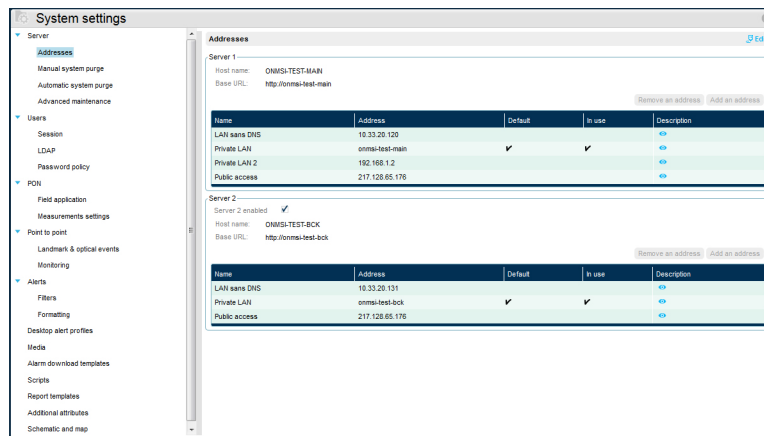 System settings
Server
Addresses
Manual system purge
Automatic system purge
Advanced maintenance
Users
Session
LDAP
Password policy
PON
Field application
Measurements settings
Point to point
Landmark & optical events
Monitoring
Alerts
Filters
Formatting
Desktop alert profiles
Media
Alarm download templates
Scripts
Report templates
Additional attributes
Schematic and map
Addresses
Server 1
Host name: ONMSI-TEST-MAIN
Base URL: http://onmsi-test-main
Remove an address Add an address
Name Address Default In use Description
LAN sans DNS 10.33.20.120
Private LAN onmsi-test-main
Private LAN 2 192.168.1.2
Public access 217.128.65.176
Server 2
Server 2 enabled
Host name: ONMSI-TEST-BCK
Base URL: http://onmsi-test-bck
Remove an address Add an address
Name Address Default In use Description
LAN sans DNS 10.33.20.131
Private LAN onmsi-test-bck
Public access 217.128.65.176